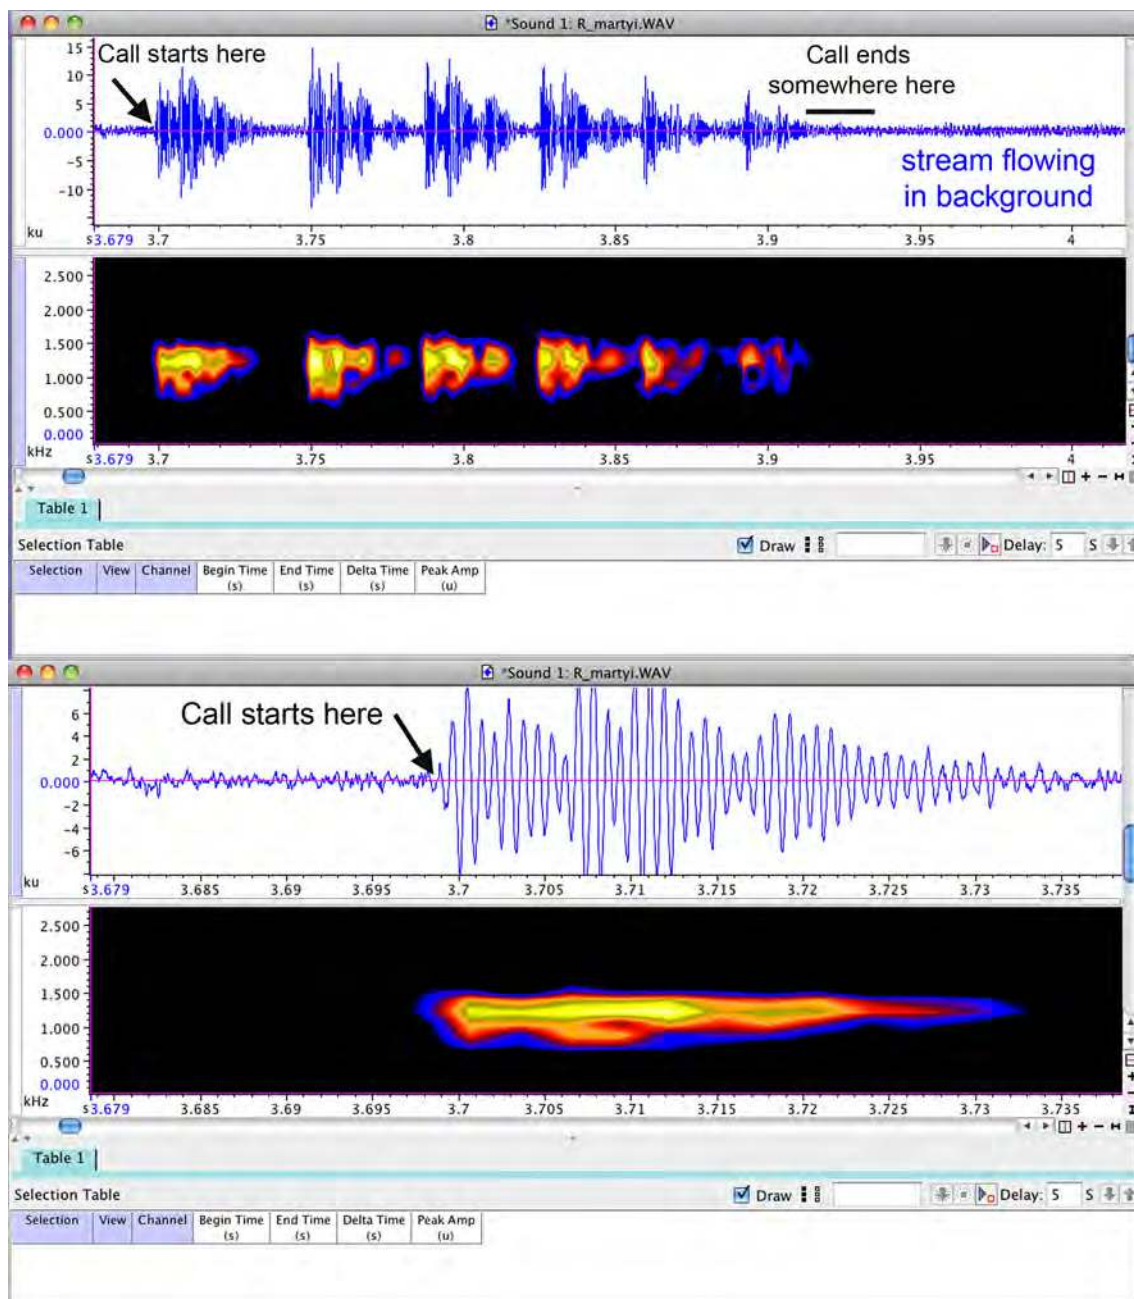 *Sound 1: R_martyi.WAV
Call starts here
Call ends
somewhere here
stream flowing
in background
15
10
5
0.000
-5
-10
ku
s3.679 3.7 3.75 3.8 3.85 3.9 3.95 4
2.500
2.000
1.500
1.000
0.500
0.000
kHz
s3.679 3.7 3.75 3.8 3.85 3.9 3.95 4
Table 1
Selection Table Draw Delay: 5 S
Selection View Channel Begin Time End Time Delta Time Peak Amp
(s) (s) (s) (u)
*Sound 1: R_martyi.WAV
Call starts here
6
4
2
0.000
-2
-4
-6
ku
s3.679 3.685 3.69 3.695 3.7 3.705 3.71 3.715 3.72 3.725 3.73 3.735
2.500
2.000
1.500
1.000
0.500
0.000
kHz
s3.679 3.685 3.69 3.695 3.7 3.705 3.71 3.715 3.72 3.725 3.73 3.735
Table 1
Selection Table Draw Delay: 5 S
Selection View Channel Begin Time End Time Delta Time Peak Amp
(s) (s) (s) (u)